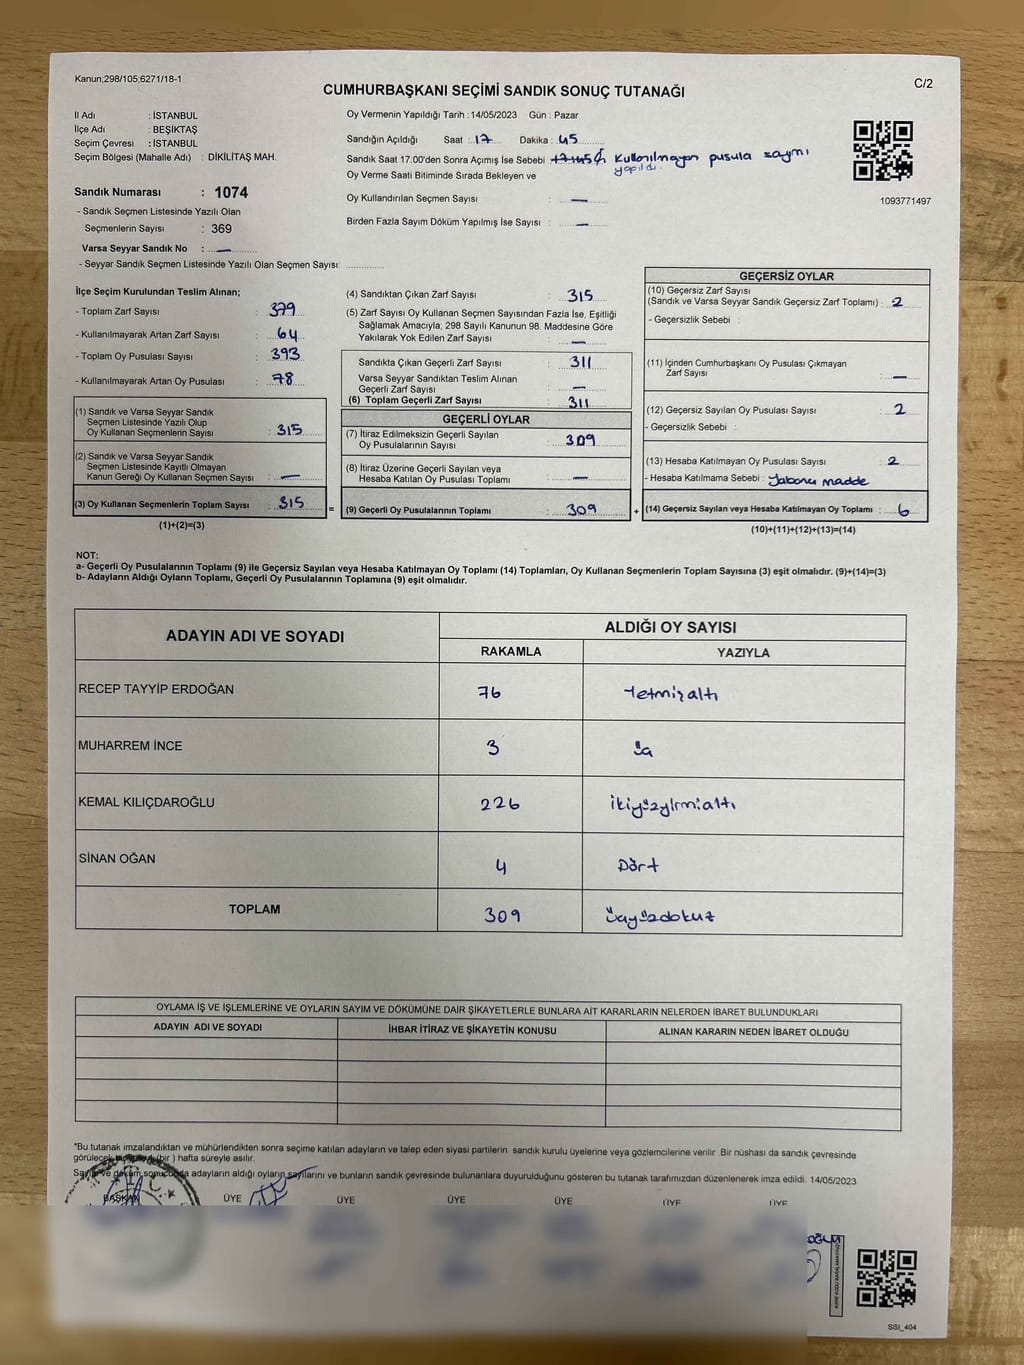 Kanun;298/105;6271/18-1
C/2
CUMHURBAŞKANI SEÇİMİ SANDIK SONUÇ TUTANAĞI
İl Adı : İSTANBUL
İlçe Adı : BEŞİKTAŞ
Seçim Çevresi : İSTANBUL
Seçim Bölgesi (Mahalle Adı) : DİKİLİTAŞ MAH.
Sandık Numarası : 1074
- Sandık Seçmen Listesinde Yazılı Olan
Seçmenlerin Sayısı : 369
Varsa Seyyar Sandık No : —
- Seyyar Sandık Seçmen Listesinde Yazılı Olan Seçmen Sayısı:
Oy Vermenin Yapıldığı Tarih : 14/05/2023 Gün : Pazar
Sandığın Açıldığı Saat : 17 Dakika : 45
Sandık Saat 17.00'den Sonra Açılmış İse Sebebi 17:45 Kullanılmayan pusula sayımı
yapıldı.
Oy Verme Saati Bitiminde Sırada Bekleyen ve
Oy Kullandırılan Seçmen Sayısı : —
Birden Fazla Sayım Döküm Yapılmış İse Sayısı : —
1093771497
İlçe Seçim Kurulundan Teslim Alınan;
- Toplam Zarf Sayısı : 379
- Kullanılmayarak Artan Zarf Sayısı : 64
- Toplam Oy Pusulası Sayısı : 393
- Kullanılmayarak Artan Oy Pusulası : 78
(1) Sandık ve Varsa Seyyar Sandık
Seçmen Listesinde Yazılı Olup
Oy Kullanan Seçmenlerin Sayısı : 315
(2) Sandık ve Varsa Seyyar Sandık
Seçmen Listesinde Kayıtlı Olmayan
Kanun Gereği Oy Kullanan Seçmen Sayısı : —
(3) Oy Kullanan Seçmenlerin Toplam Sayısı : 315
(1)+(2)=(3)
=
(4) Sandıktan Çıkan Zarf Sayısı : 315
(5) Zarf Sayısı Oy Kullanan Seçmen Sayısından Fazla İse, Eşitliği
Sağlamak Amacıyla; 298 Sayılı Kanunun 98. Maddesine Göre
Yakılarak Yok Edilen Zarf Sayısı : —
Sandıkta Çıkan Geçerli Zarf Sayısı : 311
Varsa Seyyar Sandıktan Teslim Alınan
Geçerli Zarf Sayısı : —
(6) Toplam Geçerli Zarf Sayısı : 311
GEÇERLİ OYLAR
(7) İtiraz Edilmeksizin Geçerli Sayılan
Oy Pusulalarının Sayısı : 309
(8) İtiraz Üzerine Geçerli Sayılan veya
Hesaba Katılan Oy Pusulası Toplamı : —
(9) Geçerli Oy Pusulalarının Toplamı : 309
+
GEÇERSİZ OYLAR
(10) Geçersiz Zarf Sayısı
(Sandık ve Varsa Seyyar Sandık Geçersiz Zarf Toplamı) : 2
- Geçersizlik Sebebi :
(11) İçinden Cumhurbaşkanı Oy Pusulası Çıkmayan
Zarf Sayısı : —
(12) Geçersiz Sayılan Oy Pusulası Sayısı : 2
- Geçersizlik Sebebi :
(13) Hesaba Katılmayan Oy Pusulası Sayısı : 2
- Hesaba Katılmama Sebebi : Yabancı madde
(14) Geçersiz Sayılan veya Hesaba Katılmayan Oy Toplamı : 6
(10)+(11)+(12)+(13)=(14)
NOT:
a- Geçerli Oy Pusulalarının Toplamı (9) ile Geçersiz Sayılan veya Hesaba Katılmayan Oy Toplamı (14) Toplamları, Oy Kullanan Seçmenlerin Toplam Sayısına (3) eşit olmalıdır. (9)+(14)=(3)
b- Adayların Aldığı Oyların Toplamı, Geçerli Oy Pusulalarının Toplamına (9) eşit olmalıdır.
ADAYIN ADI VE SOYADI ALDIĞI OY SAYISI
RAKAMLA YAZIYLA
RECEP TAYYİP ERDOĞAN 76 Yetmişaltı
MUHARREM İNCE 3 Üç
KEMAL KILIÇDAROĞLU 226 ikiyüzyirmialtı
SİNAN OĞAN 4 Dört
TOPLAM 309 üçyüzdokuz
OYLAMA İŞ VE İŞLEMLERİNE VE OYLARIN SAYIM VE DÖKÜMÜNE DAİR ŞİKAYETLERLE BUNLARA AİT KARARLARIN NELERDEN İBARET BULUNDUKLARI
ADAYIN ADI VE SOYADI İHBAR İTİRAZ VE ŞİKAYETİN KONUSU ALINAN KARARIN NEDEN İBARET OLDUĞU
*Bu tutanak imzalandıktan ve mühürlendikten sonra seçime katılan adayların ve talep eden siyasi partilerin sandık kurulu üyelerine veya gözlemcilerine verilir. Bir nüshası da sandık çevresinde
görülecek bir yere (bir) hafta süreyle asılır.
Sayım ve döküm sonucunda adayların aldığı oyların sayılarını ve bunların sandık çevresinde bulunanlara duyurulduğunu gösteren bu tutanak tarafımızdan düzenlenerek imza edildi. 14/05/2023
BAŞKAN ÜYE ÜYE ÜYE ÜYE ÜYE ÜYE
SSI_404